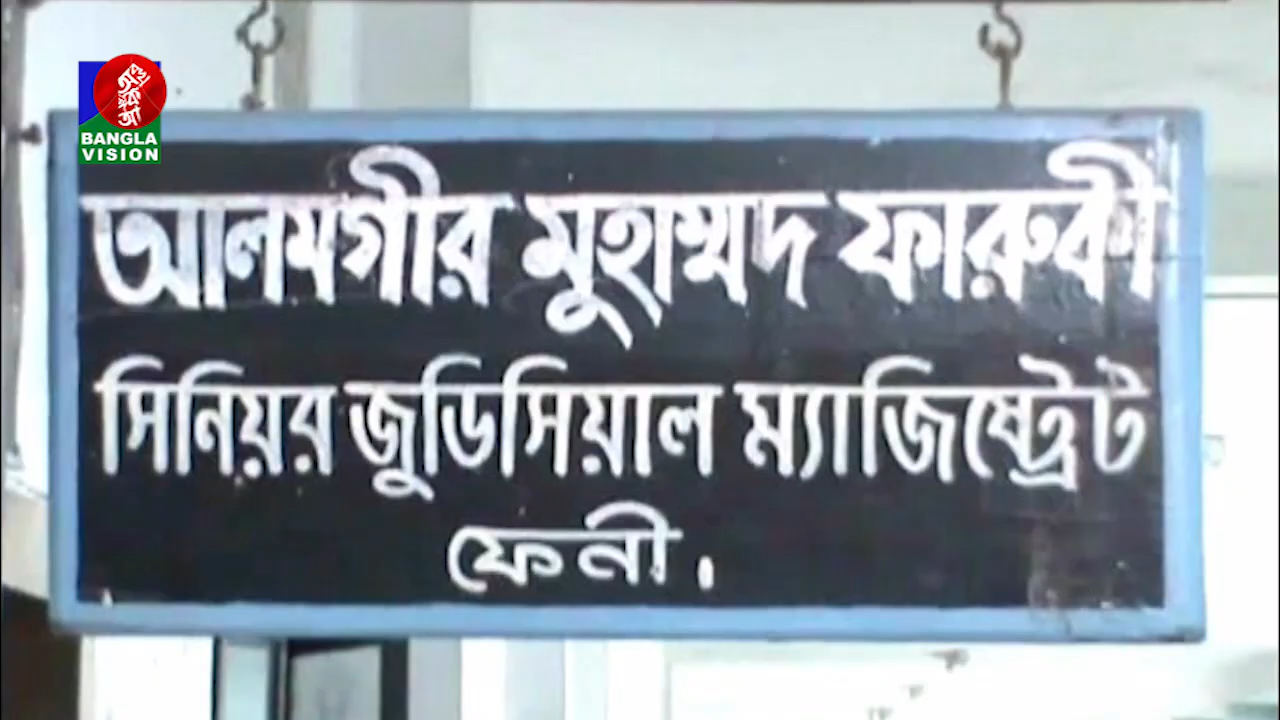 BANGLA
VISION
আলমগীর মুহাম্মদ ফারুকী
সিনিয়র জুডিসিয়াল ম্যাজিষ্ট্রেট
ফেনী।